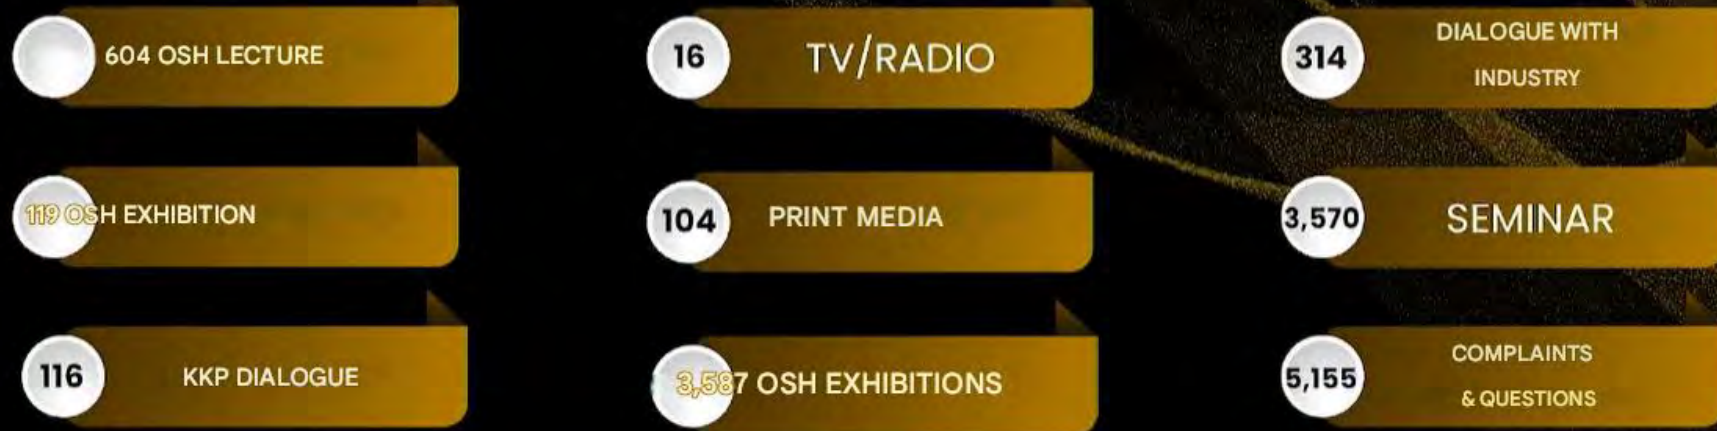 604 OSH LECTURE
16 TV/RADIO
314 DIALOGUE WITH
INDUSTRY
119 OSH EXHIBITION
104 PRINT MEDIA
3,570 SEMINAR
116 KKP DIALOGUE
3,587 OSH EXHIBITIONS
5,155 COMPLAINTS
& QUESTIONS